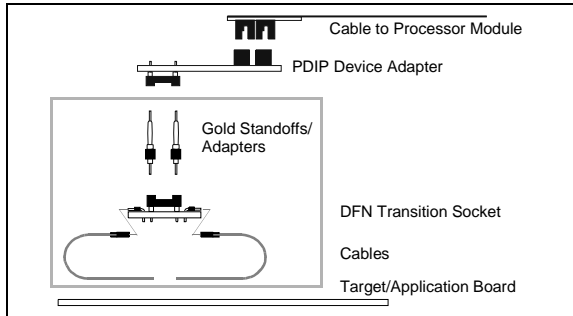 Cable to Processor Module
PDIP Device Adapter
Gold Standoffs/
Adapters
DFN Transition Socket
Cables
Target/Application Board